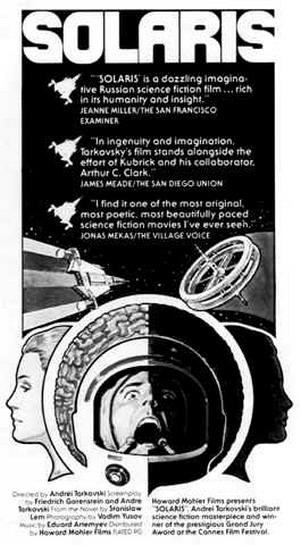 SOLARIS
"'SOLARIS' is a dazzling imagina-
tive Russian science fiction film ... rich
in its humanity and insight."
JEANNE MILLER/THE SAN FRANCISCO
EXAMINER
"In ingenuity and imagination,
Tarkovsky's film stands alongside the
effort of Kubrick and his collaborator,
Arthur C. Clark."
JAMES MEADE/THE SAN DIEGO UNION
"I find it one of the most original,
most poetic, most beautifully paced
science fiction movies I've ever seen."
JONAS MEKAS/THE VILLAGE VOICE
Directed by Andrei Tarkovski Screenplay
by Friedrich Gorenstein and Andre
Tarkovski From the Novel by Stanislaw
Lem Photography by Vadim Yusov
Music by Eduard Artemyev Distributed
by Howard Mahler Films RATED PG
Howard Mahler Films presents
"SOLARIS". Andrei Tarkovski's brilliant
science fiction masterpiece and win-
ner of the prestigious Grand Jury
Award at the Cannes Film Festival.